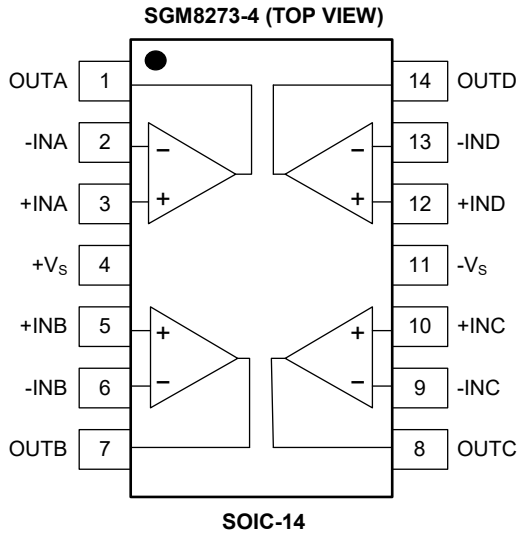 SGM8273-4 (TOP VIEW)
OUTA 1 14 OUTD
-INA 2 − − 13 -IND
+INA 3 + + 12 +IND
+VS 4 11 -VS
+INB 5 + + 10 +INC
-INB 6 − − 9 -INC
OUTB 7 8 OUTC
SOIC-14